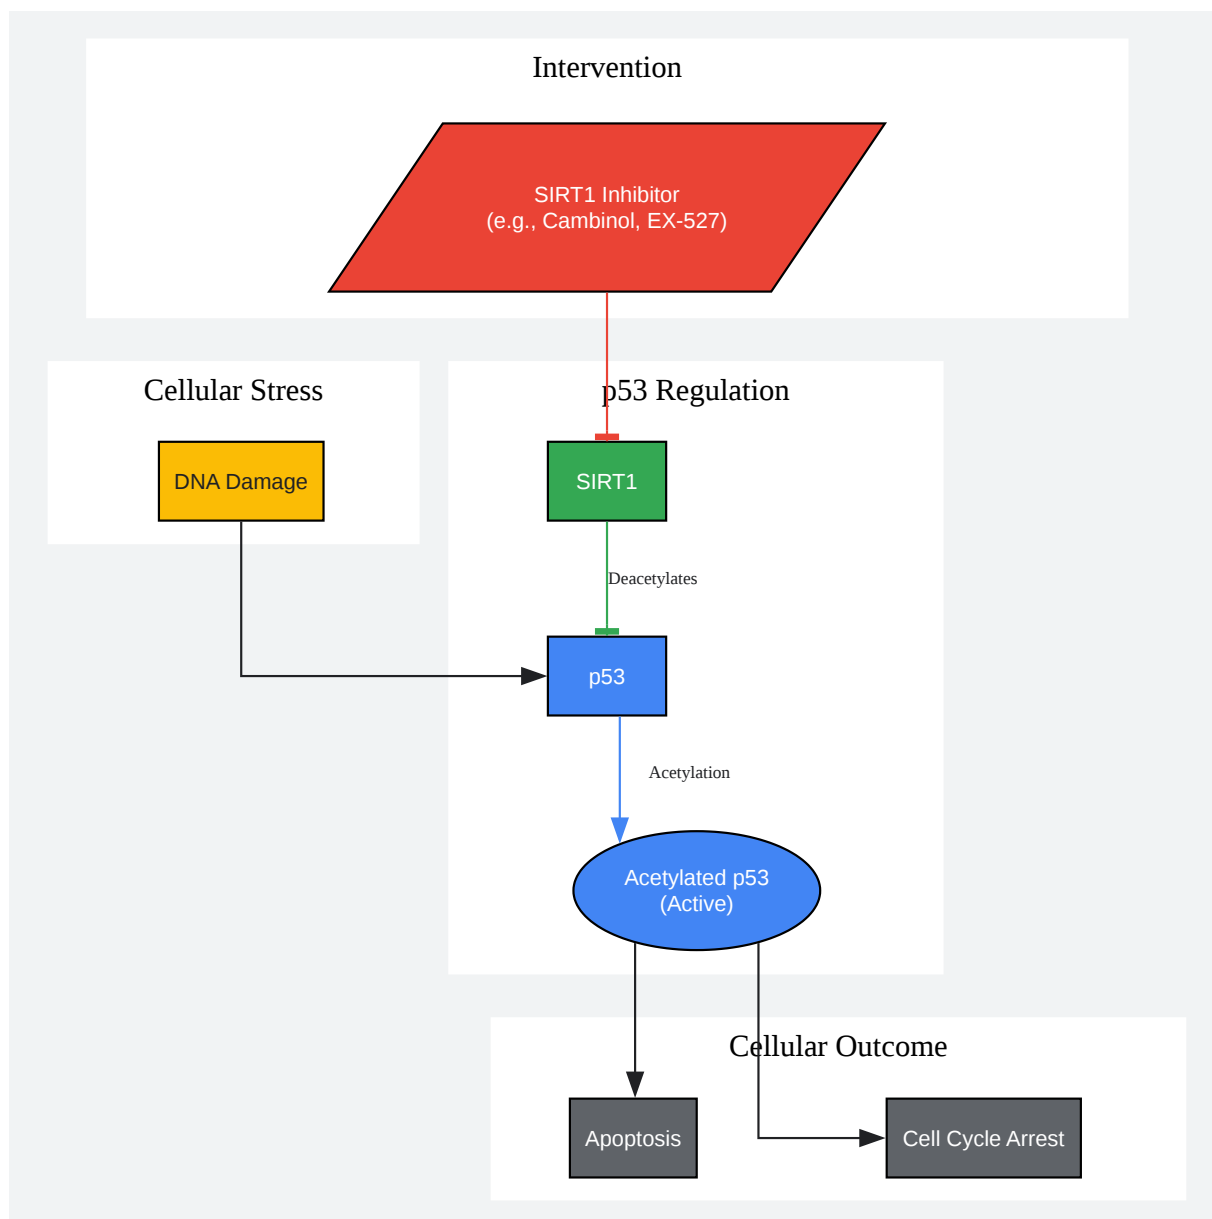 Intervention
SIRT1 Inhibitor
(e.g., Cambinol, EX-527)
Cellular Stress
p53 Regulation
DNA Damage
SIRT1
Deacetylates
p53
Acetylation
Acetylated p53
(Active)
Cellular Outcome
Apoptosis
Cell Cycle Arrest